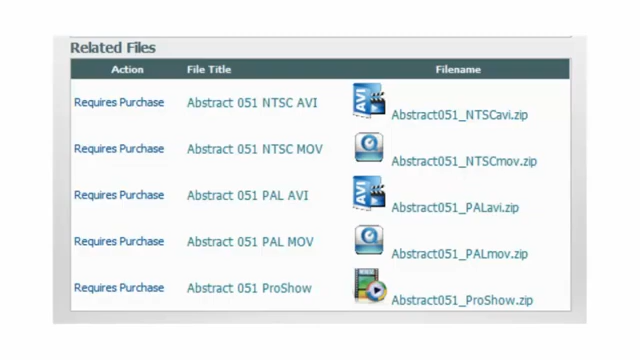 Related Files
Action File Title Filename
Requires Purchase Abstract 051 NTSC AVI AVI Abstract051_NTSCavi.zip
Requires Purchase Abstract 051 NTSC MOV Abstract051_NTSCmov.zip
Requires Purchase Abstract 051 PAL AVI AVI Abstract051_PALavi.zip
Requires Purchase Abstract 051 PAL MOV Abstract051_PALmov.zip
Requires Purchase Abstract 051 ProShow Abstract051_ProShow.zip